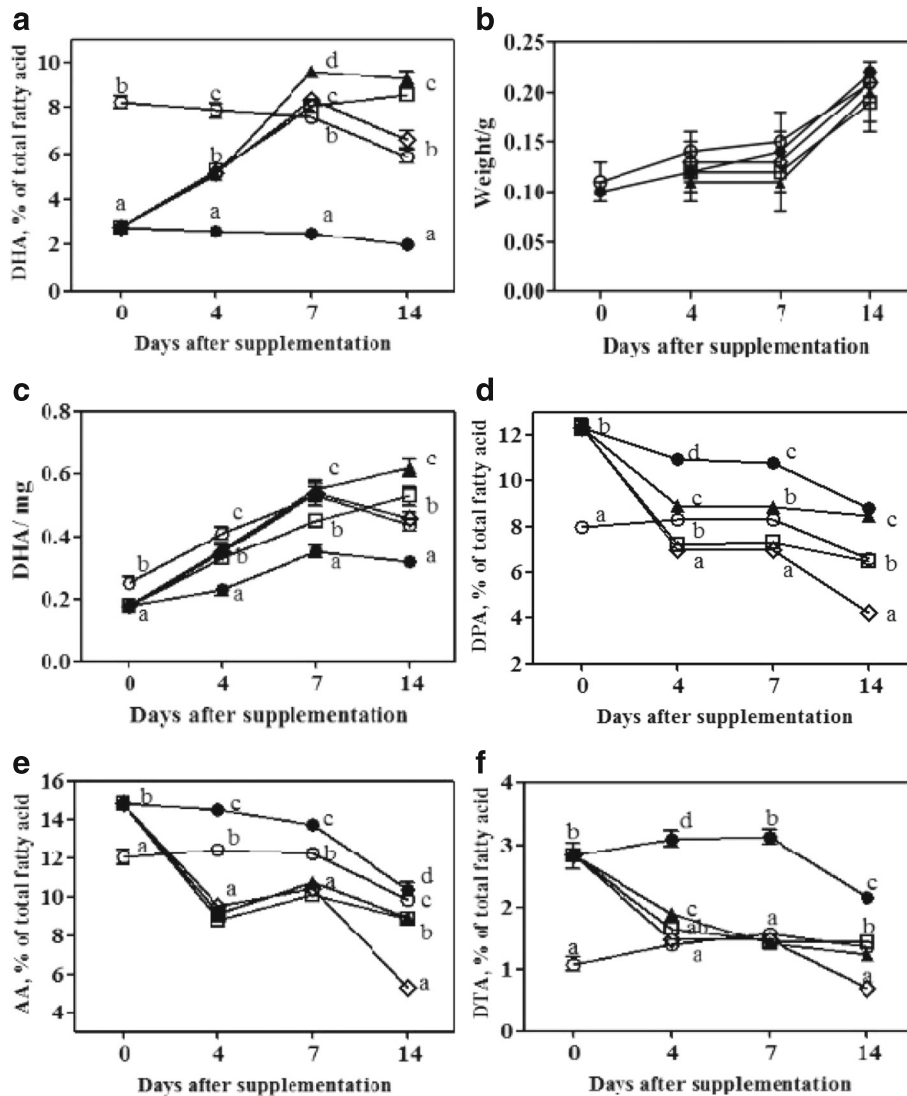 a
DHA, % of total fatty acid
10
8
6
4
2
0
b
c
d
c
c
b
b
b
a
a
a
a
0 4 7 14
Days after supplementation
b
Weight/g
0.25
0.20
0.15
0.10
0.05
0.00
0 4 7 14
Days after supplementation
c
DHA/ mg
0.8
0.6
0.4
0.2
0.0
c
c
c
b
b
b
b
a
a
a
a
0 4 7 14
Days after supplementation
d
DPA, % of total fatty acid
12
10
8
6
4
2
b
d
c
c
b
c
a
b
b
a
a
a
0 4 7 14
Days after supplementation
e
AA, % of total fatty acid
16
14
12
10
8
6
4
b
c
c
a
b
b
d
a
a
c
b
a
0 4 7 14
Days after supplementation
f
DTA, % of total fatty acid
4
3
2
1
0
b
d
b
c
c
ab
a
b
a
a
a
0 4 7 14
Days after supplementation